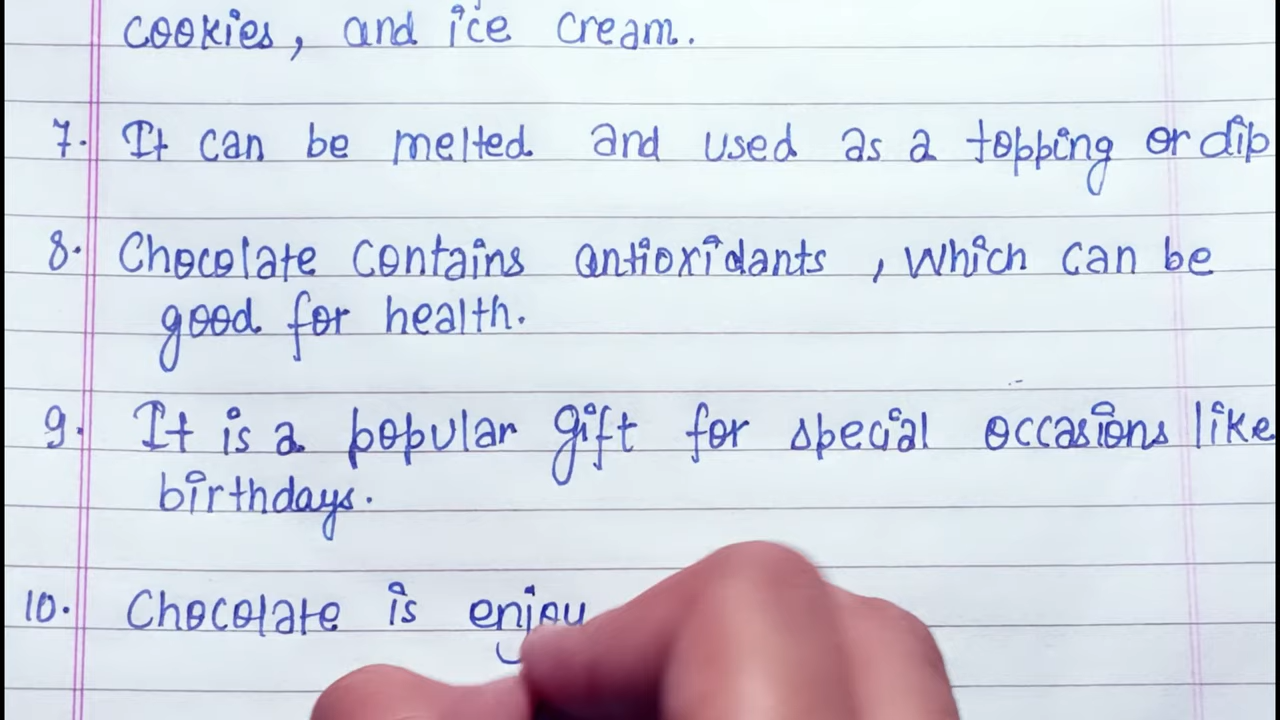 cookies, and ice cream.
7. It can be melted and used as a topping or dip
8. Chocolate contains antioxidants, which can be
good for health.
9. It is a popular gift for special occasions like
birthdays.
10. Chocolate is enjoy